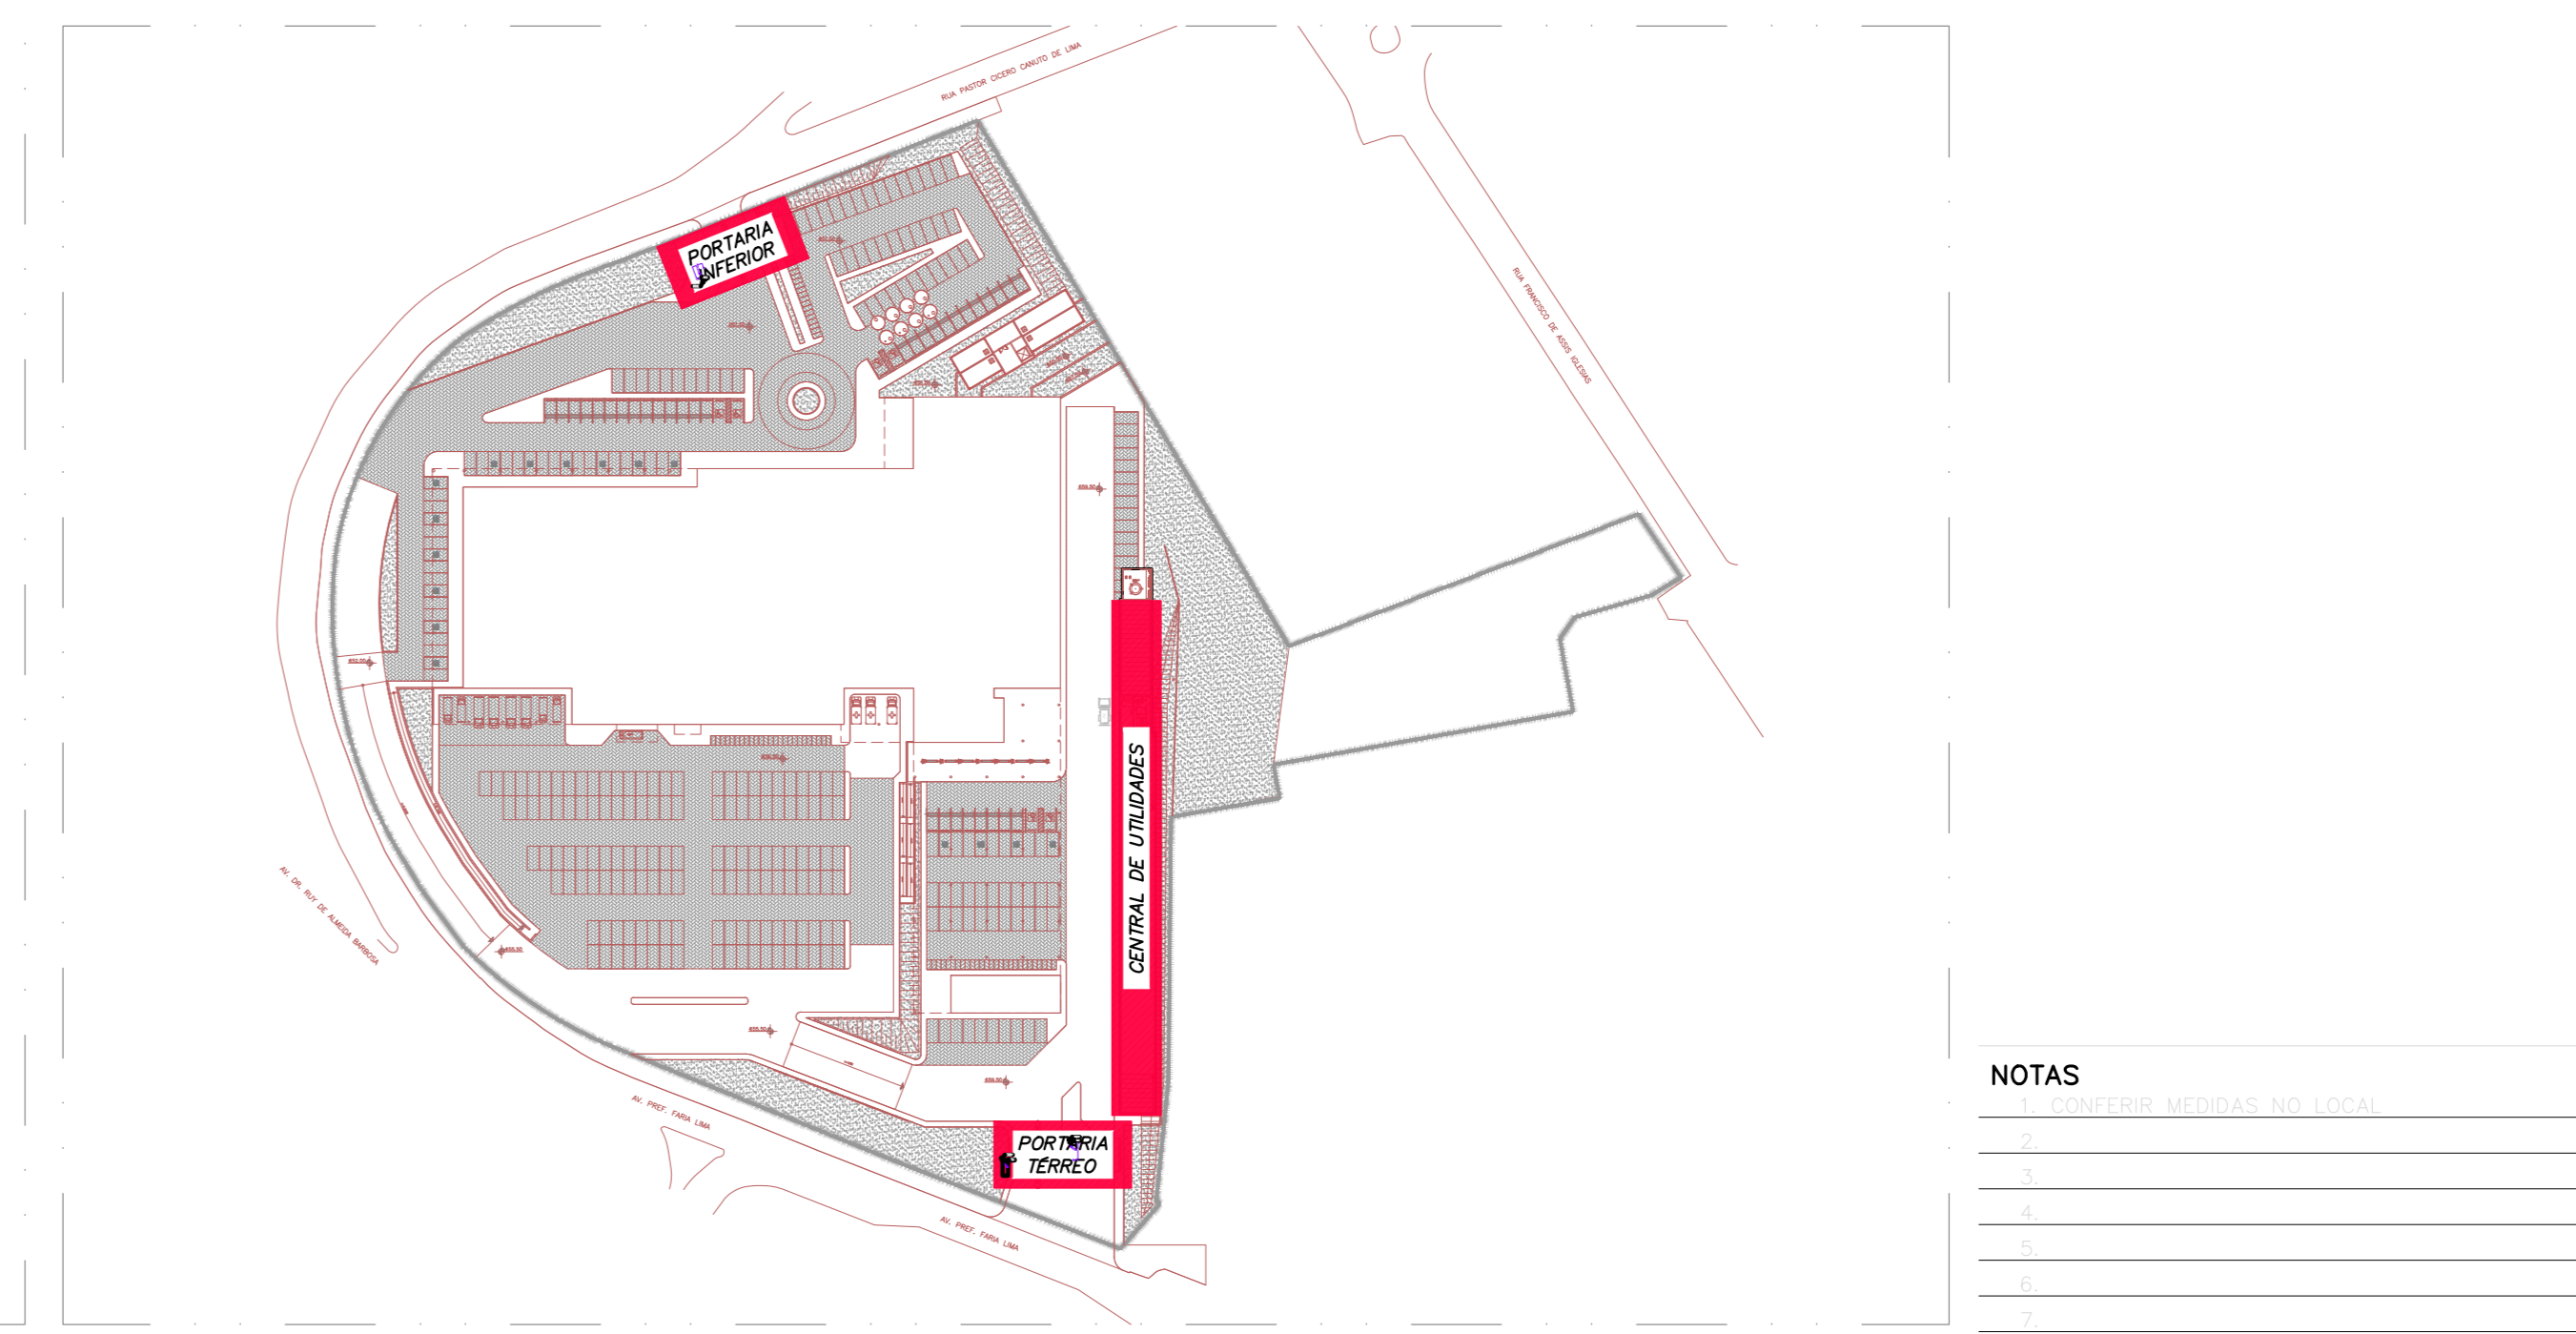 RUA PASTOR CICERO CANUTO DE LIMA
PORTARIA
INFERIOR
RUA FRANCISCO DE ASSIS IGLESIAS
CENTRAL DE UTILIDADES
AV. DR. RUY DE ALMEIDA BARBOSA
AV. PREF. FARIA LIMA
PORTARIA
TÉRREO
AV. PREF. FARIA LIMA
NOTAS
1. CONFERIR MEDIDAS NO LOCAL
2.
3.
4.
5.
6.
7.